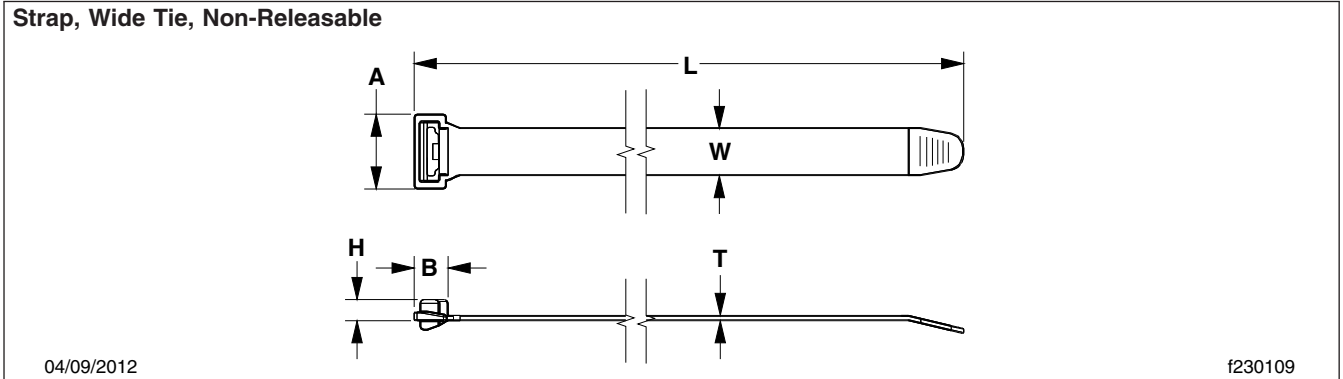 Strap, Wide Tie, Non-Releasable
L
A
W
H
B
T
04/09/2012
f230109